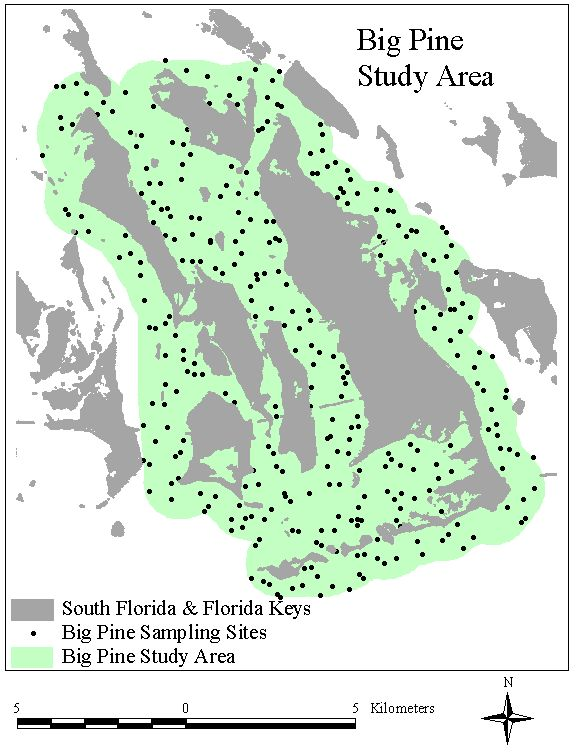 Big Pine
Study Area
South Florida & Florida Keys
Big Pine Sampling Sites
Big Pine Study Area
N
5 0 5 Kilometers